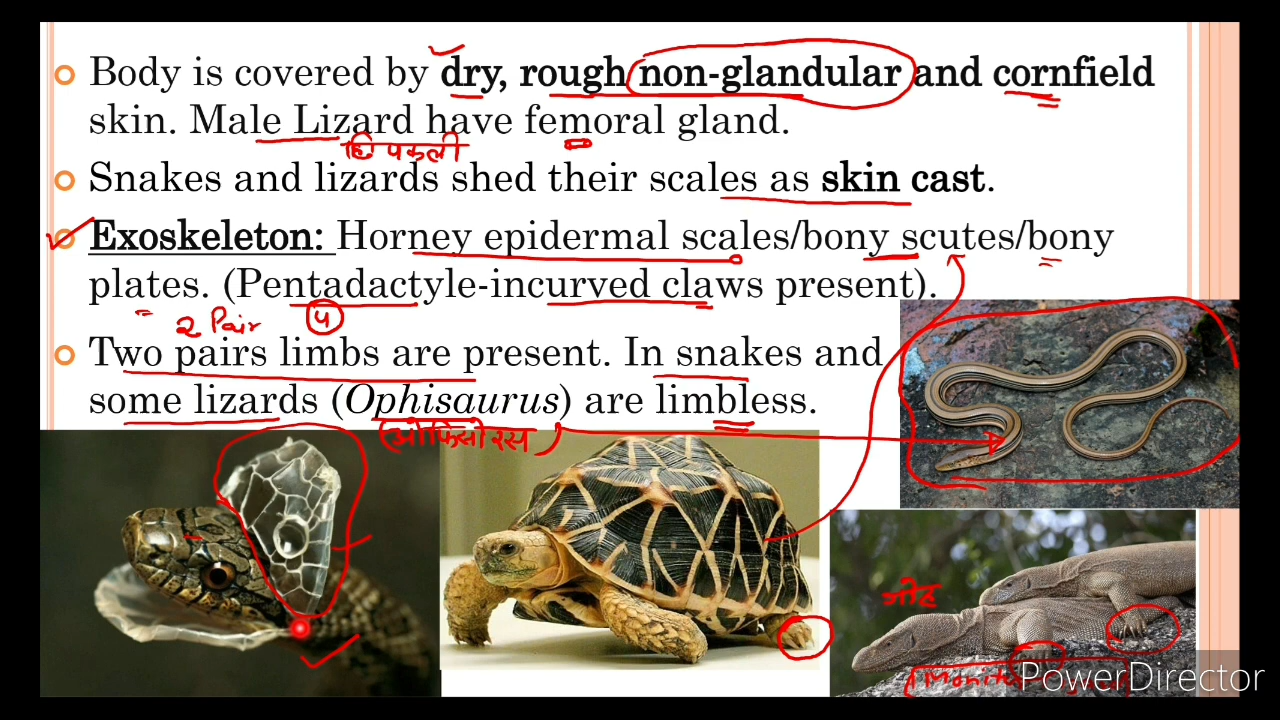 Body is covered by dry, rough non-glandular and cornfield
skin. Male Lizard have femoral gland.
छिपकली
Snakes and lizards shed their scales as skin cast.
Exoskeleton: Horney epidermal scales/bony scutes/bony
plates. (Pentadactyle-incurved claws present).
2 Pair
Two pairs limbs are present. In snakes and
some lizards (Ophisaurus) are limbless.
(ओफिसोरस)
PowerDirector